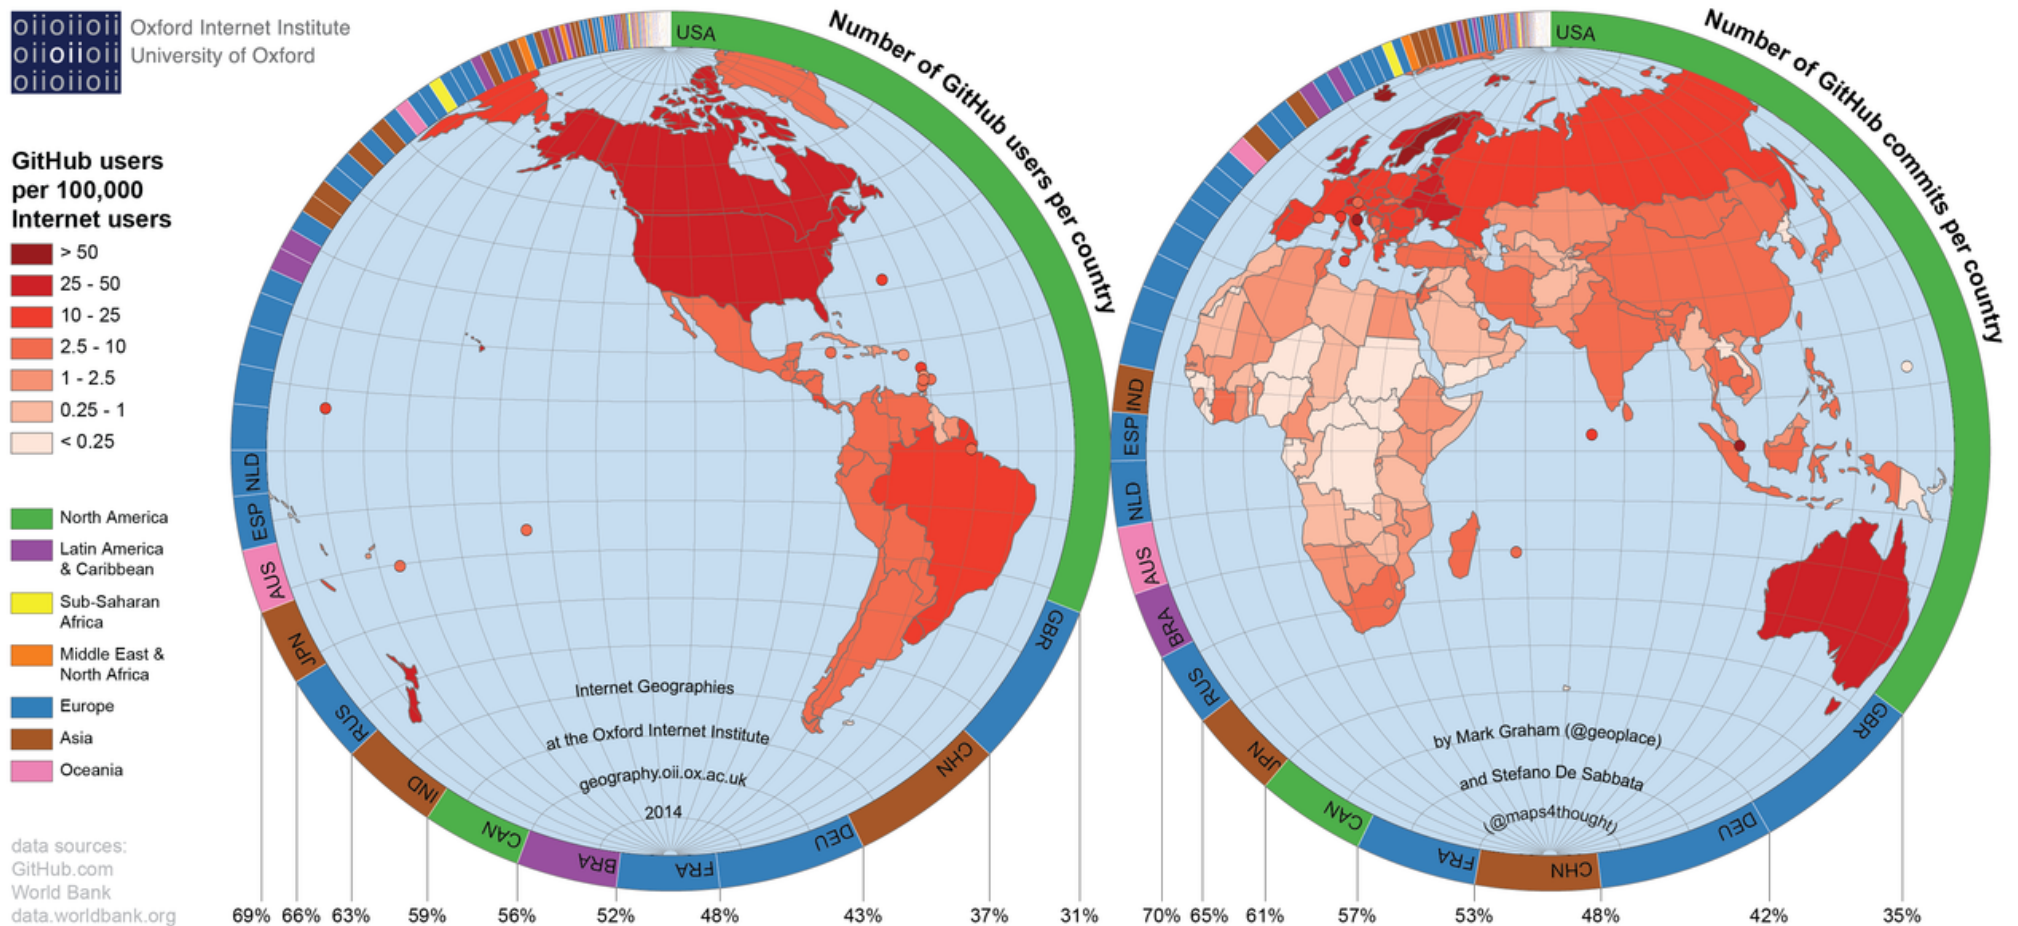 oiioiioii
oiioiioii
oiioiioii
Oxford Internet Institute
University of Oxford
GitHub users
per 100,000
Internet users
> 50
25 - 50
10 - 25
2.5 - 10
1 - 2.5
0.25 - 1
< 0.25
North America
Latin America
& Caribbean
Sub-Saharan
Africa
Middle East &
North Africa
Europe
Asia
Oceania
data sources:
GitHub.com
World Bank
data.worldbank.org
Number of GitHub users per country
USA
GBR
CHN
DEU
FRA
BRA
CAN
IND
RUS
JPN
AUS
ESP
NLD
Internet Geographies
at the Oxford Internet Institute
geography.oii.ox.ac.uk
2014
69% 66% 63% 59% 56% 52% 48% 43% 37% 31%
Number of GitHub commits per country
USA
GBR
DEU
CHN
FRA
CAN
JPN
RUS
BRA
AUS
NLD
ESP
IND
by Mark Graham (@geoplace)
and Stefano De Sabbata
(@maps4thought)
70% 65% 61% 57% 53% 48% 42% 35%